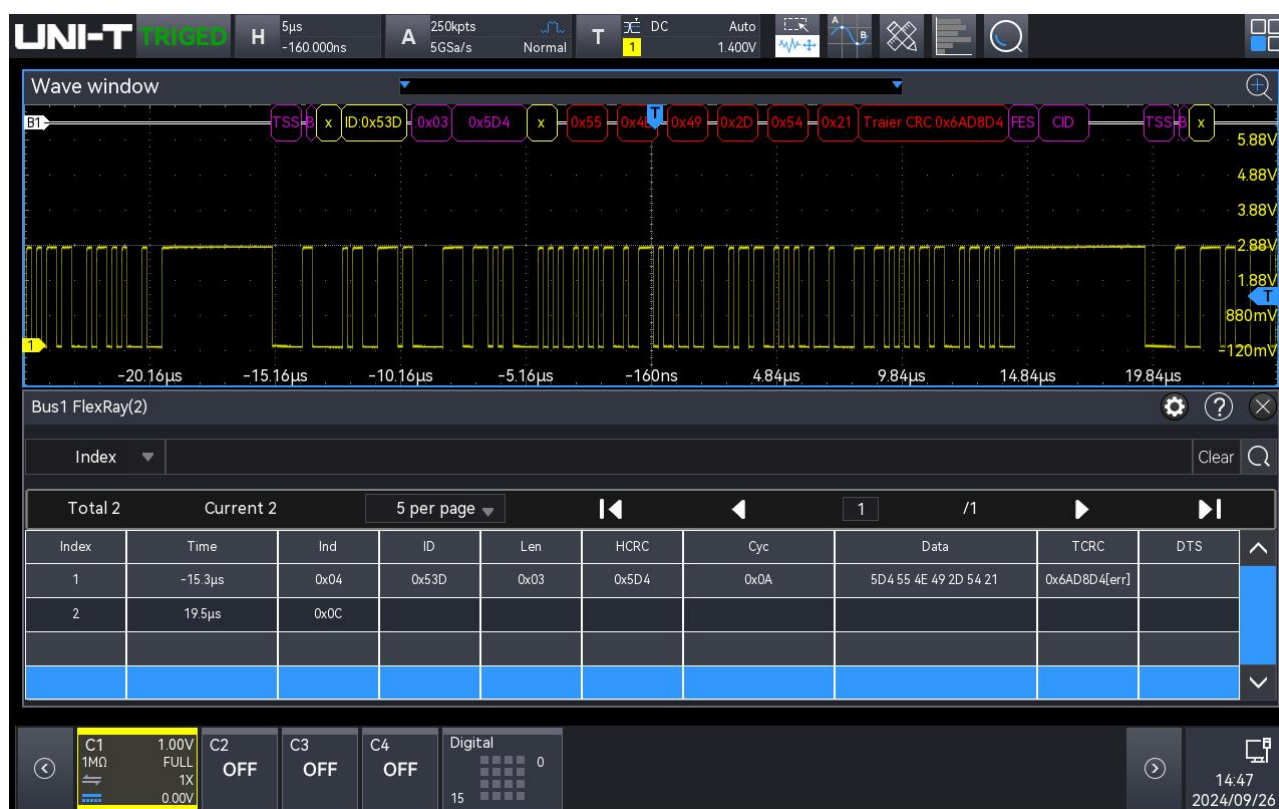 UNI-T TRIGED H 5µs -160.000ns A 250kpts 5GSa/s Normal T DC 1 Auto 1.400V A B
Wave window
T
B1 TSS B x ID:0x53D 0x03 0x5D4 x 0x55 0x4E 0x49 0x2D 0x54 0x21 Traier CRC:0x6AD8D4 FES CID TSS B x
5.88V
4.88V
3.88V
2.88V
1.88V
T
880mV
1 -120mV
-20.16µs -15.16µs -10.16µs -5.16µs -160ns 4.84µs 9.84µs 14.84µs 19.84µs
Bus1 FlexRay(2) ?
Index Clear
Total 2 Current 2 5 per page 1 /1
Index Time Ind ID Len HCRC Cyc Data TCRC DTS
1 -15.3µs 0x04 0x53D 0x03 0x5D4 0x0A 5D4 55 4E 49 2D 54 21 0x6AD8D4[err]
2 19.5µs 0x0C
C1 1.00V C2 C3 C4 Digital
1MΩ FULL OFF OFF OFF 0
1X
0.00V 15
14:47
2024/09/26